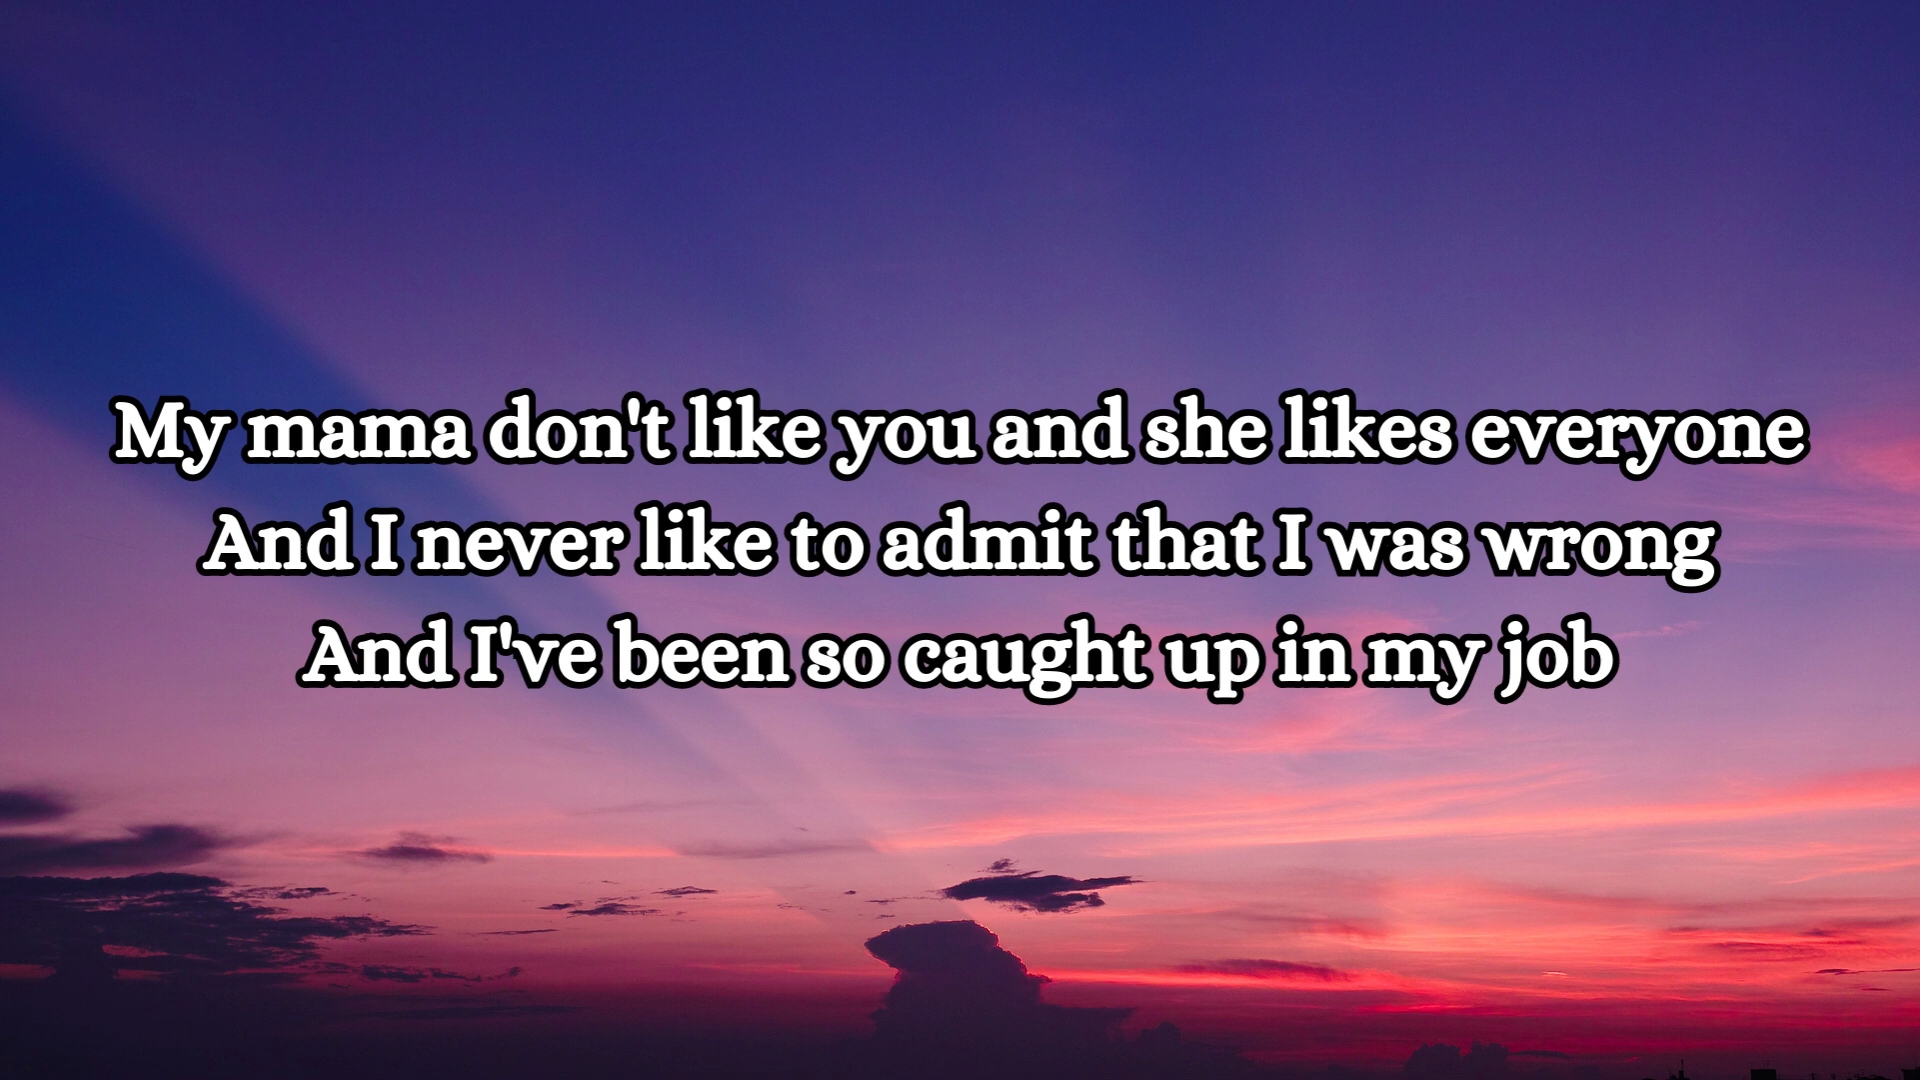 My mama don't like you and she likes everyone
And I never like to admit that I was wrong
And I've been so caught up in my job